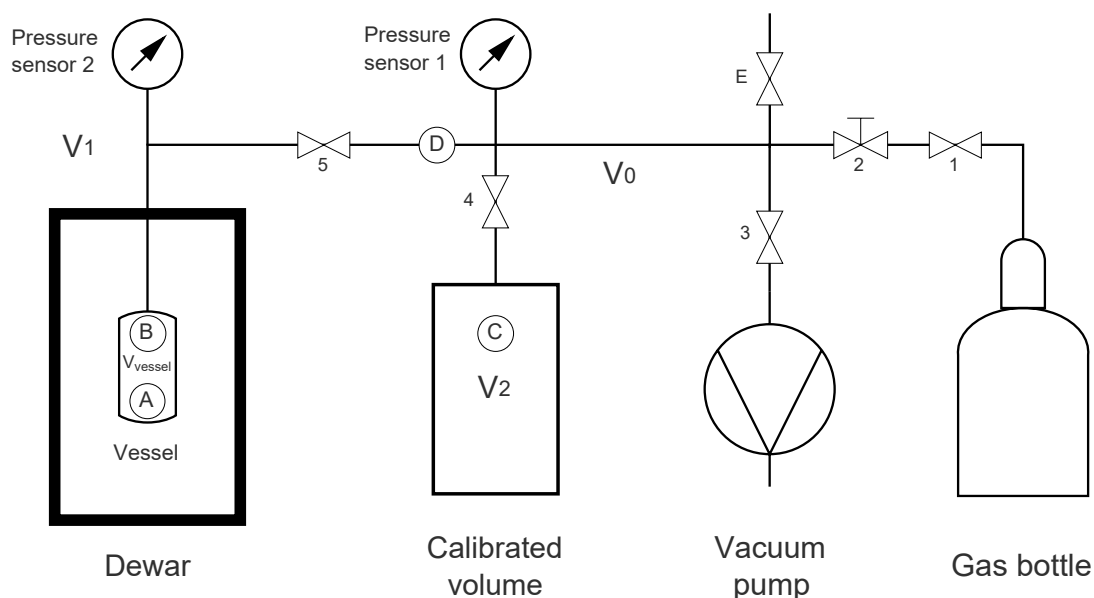 Pressure
sensor 2
Pressure
sensor 1
E
V1
5
D
V0
2
1
4
3
B
Vvessel
A
C
V2
Vessel
Dewar
Calibrated
volume
Vacuum
pump
Gas bottle